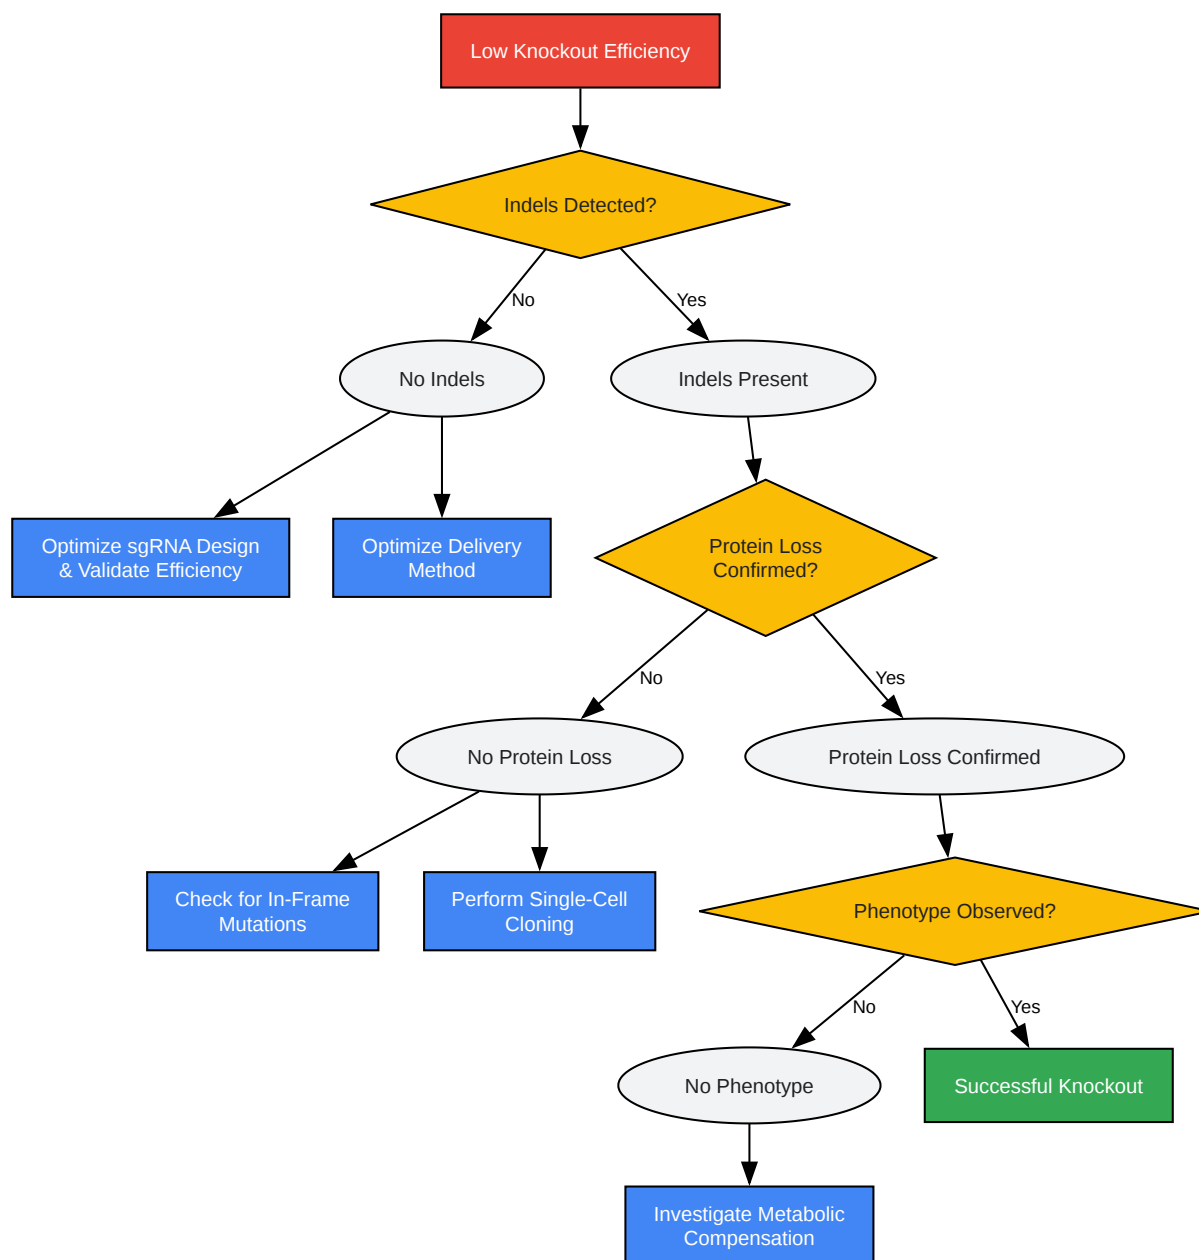 Low Knockout Efficiency
Indels Detected?
No
Yes
No Indels
Indels Present
Optimize sgRNA Design
& Validate Efficiency
Optimize Delivery
Method
Protein Loss
Confirmed?
No
Yes
No Protein Loss
Protein Loss Confirmed
Check for In-Frame
Mutations
Perform Single-Cell
Cloning
Phenotype Observed?
No
Yes
No Phenotype
Successful Knockout
Investigate Metabolic
Compensation